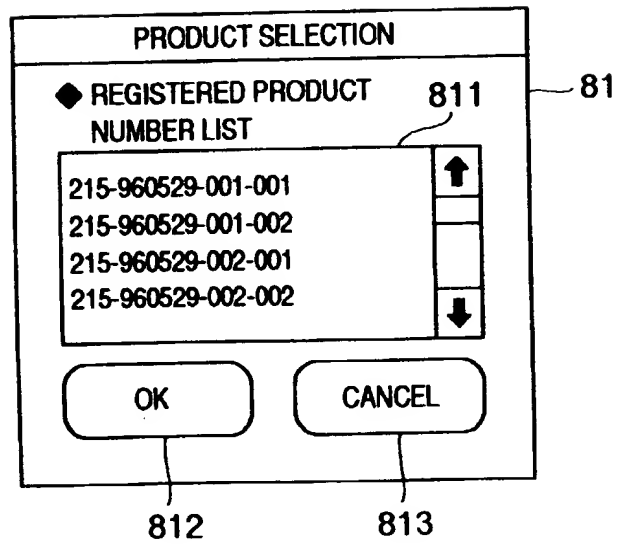 PRODUCT SELECTION
REGISTERED PRODUCT
NUMBER LIST
811
81
215-960529-001-001
215-960529-001-002
215-960529-002-001
215-960529-002-002
OK
CANCEL
812
813